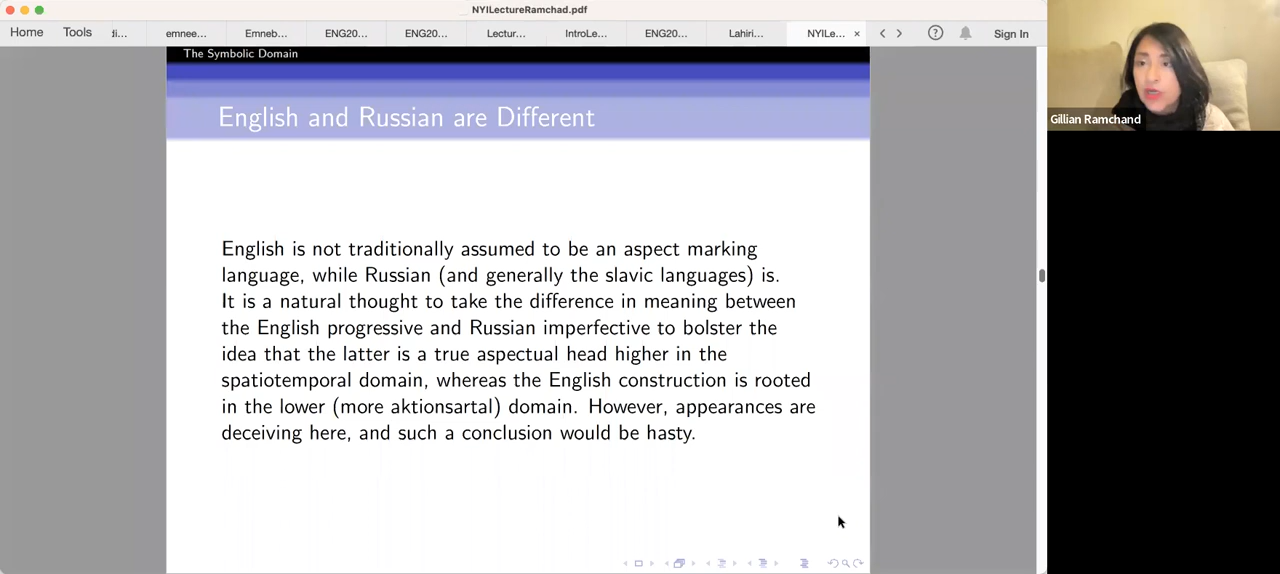 NYILectureRamchad.pdf
Home Tools di... emnee... Emneb... ENG20... ENG20... Lectur... IntroLe... ENG20... Lahiri... NYILe... × Sign In
The Symbolic Domain
English and Russian are Different
Gillian Ramchand
English is not traditionally assumed to be an aspect marking
language, while Russian (and generally the slavic languages) is.
It is a natural thought to take the difference in meaning between
the English progressive and Russian imperfective to bolster the
idea that the latter is a true aspectual head higher in the
spatiotemporal domain, whereas the English construction is rooted
in the lower (more aktionsartal) domain. However, appearances are
deceiving here, and such a conclusion would be hasty.